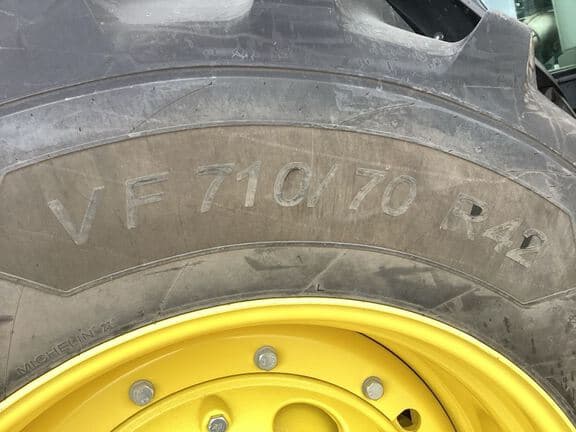 VF 710/70 R42
MICHELIN X